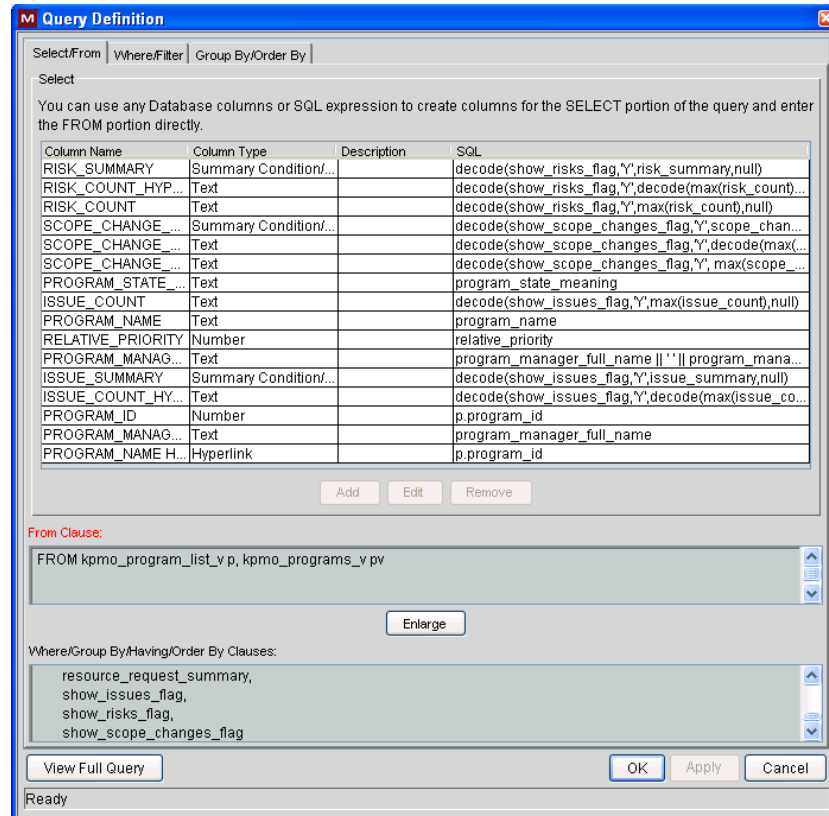 M Query Definition
Select/From Where/Filter Group By/Order By
Select
You can use any Database columns or SQL expression to create columns for the SELECT portion of the query and enter
the FROM portion directly.
Column Name Column Type Description SQL
RISK_SUMMARY Summary Condition/... decode(show_risks_flag,'Y',risk_summary,null)
RISK_COUNT_HYP... Text decode(show_risks_flag,'Y',decode(max(risk_count)...
RISK_COUNT Text decode(show_risks_flag,'Y',max(risk_count),null)
SCOPE_CHANGE_... Summary Condition/... decode(show_scope_changes_flag,'Y',scope_chan...
SCOPE_CHANGE_... Text decode(show_scope_changes_flag,'Y',decode(max(...
SCOPE_CHANGE_... Text decode(show_scope_changes_flag,'Y', max(scope_...
PROGRAM_STATE_... Text program_state_meaning
ISSUE_COUNT Text decode(show_issues_flag,'Y',max(issue_count),null)
PROGRAM_NAME Text program_name
RELATIVE_PRIORITY Number relative_priority
PROGRAM_MANAG... Text program_manager_full_name || ' ' || program_mana...
ISSUE_SUMMARY Summary Condition/... decode(show_issues_flag,'Y',issue_summary,null)
ISSUE_COUNT_HY... Text decode(show_issues_flag,'Y',decode(max(issue_co...
PROGRAM_ID Number p.program_id
PROGRAM_MANAG... Text program_manager_full_name
PROGRAM_NAME H... Hyperlink p.program_id
Add Edit Remove
From Clause:
FROM kpmo_program_list_v p, kpmo_programs_v pv
Enlarge
Where/Group By/Having/Order By Clauses:
resource_request_summary,
show_issues_flag,
show_risks_flag,
show_scope_changes_flag
View Full Query OK Apply Cancel
Ready